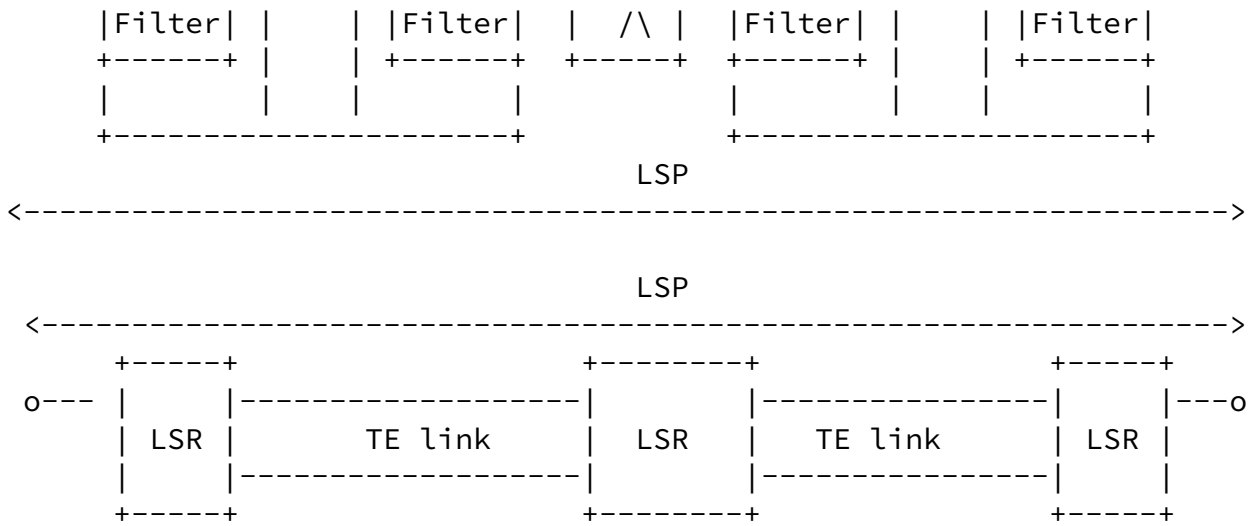 |Filter| |    | |Filter|  |  /\ |  |Filter| |    | |Filter|
+------+ |    | +------+  +-----+  +------+ |    | +------+
|        |    |        |           |        |    |        |
+----------------------+           +----------------------+
LSP
<------------------------------------------------------------------->
LSP
<------------------------------------------------------------------>
+-----+                   +--------+                +-----+
o--- |     |-------------------|        |----------------|     |---o
| LSR |       TE link     |   LSR  |   TE link      | LSR |
|     |-------------------|        |----------------|     |
+-----+                   +--------+                +-----+